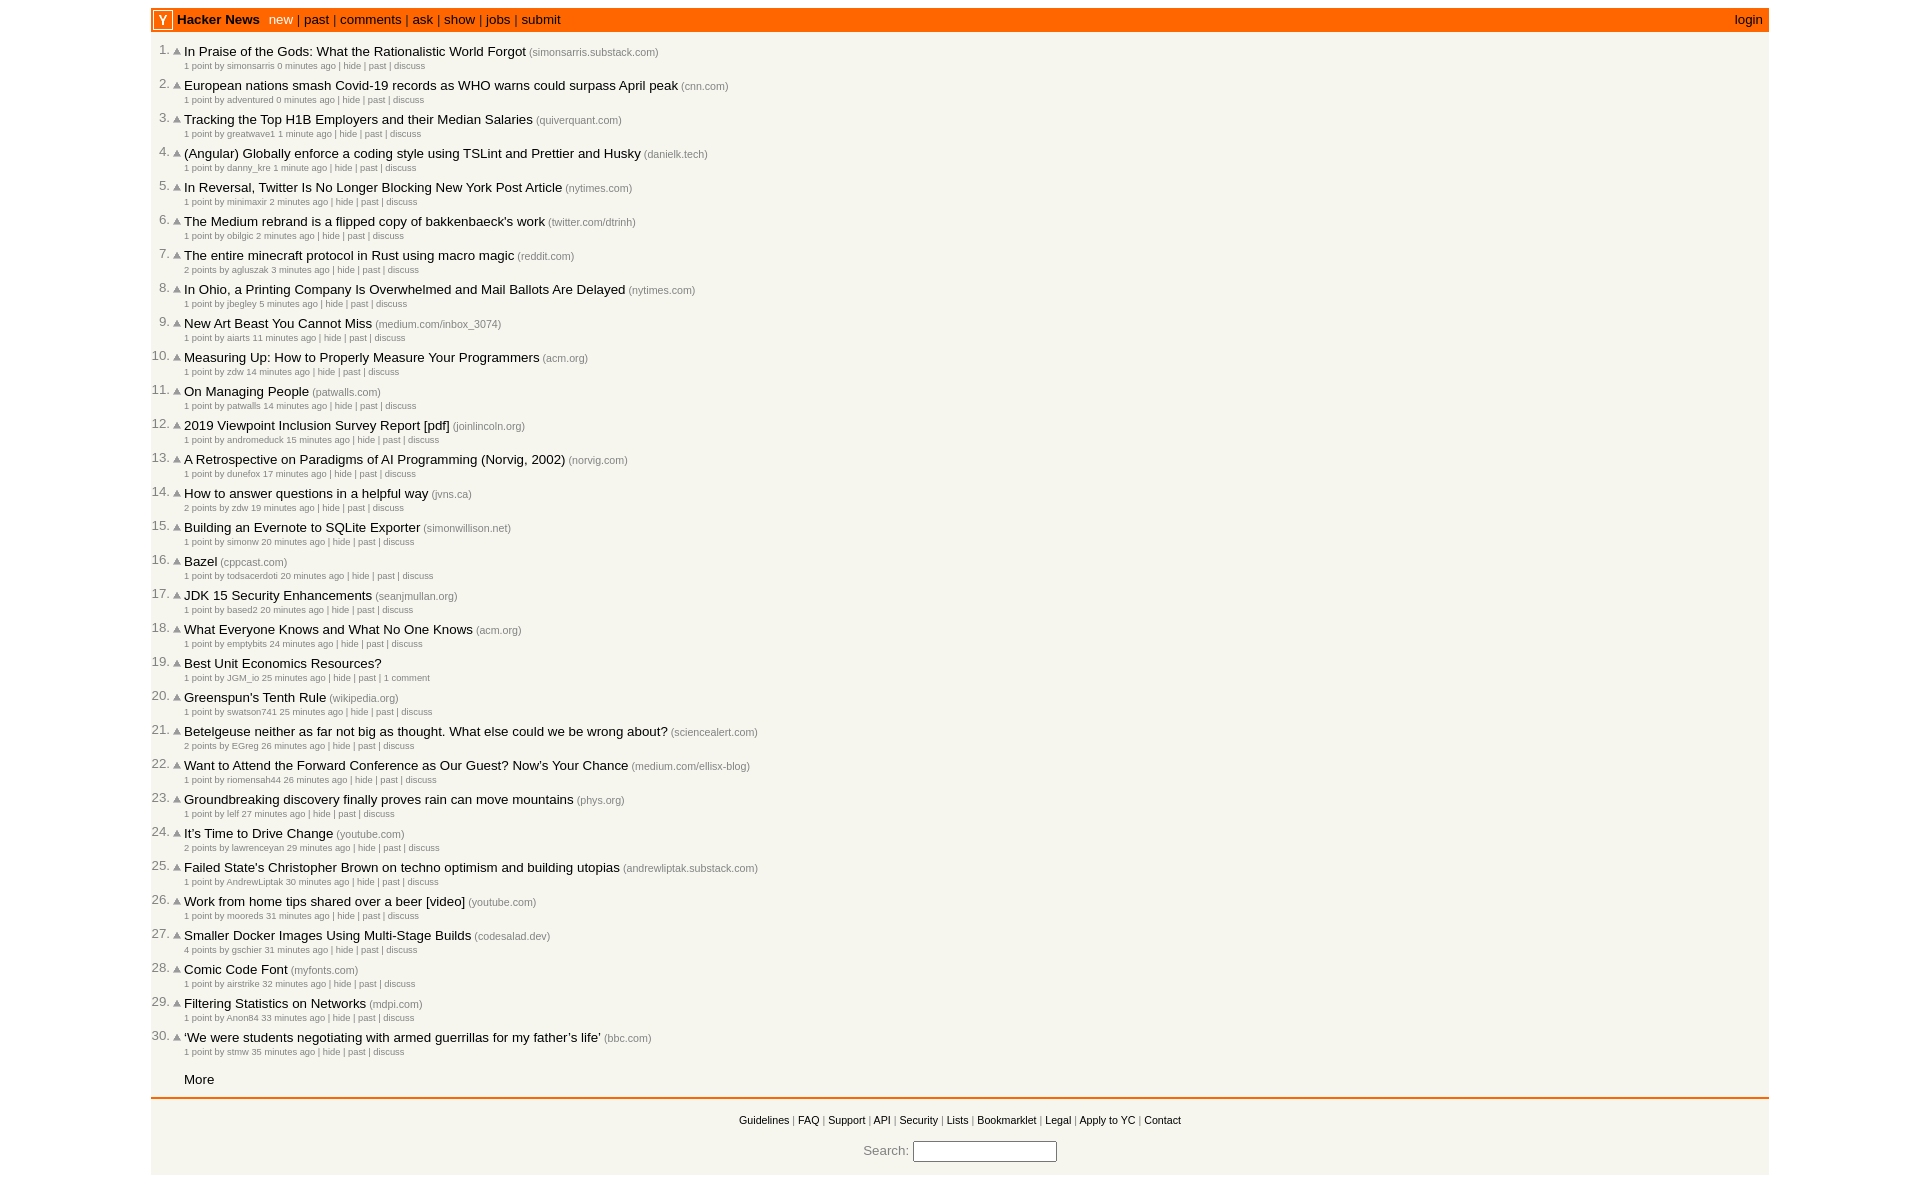 Y Hacker News new | past | comments | ask | show | jobs | submit login
1. In Praise of the Gods: What the Rationalistic World Forgot (simonsarris.substack.com)
1 point by simonsarris 0 minutes ago | hide | past | discuss
2. European nations smash Covid-19 records as WHO warns could surpass April peak (cnn.com)
1 point by adventured 0 minutes ago | hide | past | discuss
3. Tracking the Top H1B Employers and their Median Salaries (quiverquant.com)
1 point by greatwave1 1 minute ago | hide | past | discuss
4. (Angular) Globally enforce a coding style using TSLint and Prettier and Husky (danielk.tech)
1 point by danny_kre 1 minute ago | hide | past | discuss
5. In Reversal, Twitter Is No Longer Blocking New York Post Article (nytimes.com)
1 point by minimaxir 2 minutes ago | hide | past | discuss
6. The Medium rebrand is a flipped copy of bakkenbaeck's work (twitter.com/dtrinh)
1 point by obilgic 2 minutes ago | hide | past | discuss
7. The entire minecraft protocol in Rust using macro magic (reddit.com)
2 points by agluszak 3 minutes ago | hide | past | discuss
8. In Ohio, a Printing Company Is Overwhelmed and Mail Ballots Are Delayed (nytimes.com)
1 point by jbegley 5 minutes ago | hide | past | discuss
9. New Art Beast You Cannot Miss (medium.com/inbox_3074)
1 point by aiarts 11 minutes ago | hide | past | discuss
10. Measuring Up: How to Properly Measure Your Programmers (acm.org)
1 point by zdw 14 minutes ago | hide | past | discuss
11. On Managing People (patwalls.com)
1 point by patwalls 14 minutes ago | hide | past | discuss
12. 2019 Viewpoint Inclusion Survey Report [pdf] (joinlincoln.org)
1 point by andromeduck 15 minutes ago | hide | past | discuss
13. A Retrospective on Paradigms of AI Programming (Norvig, 2002) (norvig.com)
1 point by dunefox 17 minutes ago | hide | past | discuss
14. How to answer questions in a helpful way (jvns.ca)
2 points by zdw 19 minutes ago | hide | past | discuss
15. Building an Evernote to SQLite Exporter (simonwillison.net)
1 point by simonw 20 minutes ago | hide | past | discuss
16. Bazel (cppcast.com)
1 point by todsacerdoti 20 minutes ago | hide | past | discuss
17. JDK 15 Security Enhancements (seanjmullan.org)
1 point by based2 20 minutes ago | hide | past | discuss
18. What Everyone Knows and What No One Knows (acm.org)
1 point by emptybits 24 minutes ago | hide | past | discuss
19. Best Unit Economics Resources?
1 point by JGM_io 25 minutes ago | hide | past | 1 comment
20. Greenspun's Tenth Rule (wikipedia.org)
1 point by swatson741 25 minutes ago | hide | past | discuss
21. Betelgeuse neither as far not big as thought. What else could we be wrong about? (sciencealert.com)
2 points by EGreg 26 minutes ago | hide | past | discuss
22. Want to Attend the Forward Conference as Our Guest? Now’s Your Chance (medium.com/ellisx-blog)
1 point by riomensah44 26 minutes ago | hide | past | discuss
23. Groundbreaking discovery finally proves rain can move mountains (phys.org)
1 point by lelf 27 minutes ago | hide | past | discuss
24. It’s Time to Drive Change (youtube.com)
2 points by lawrenceyan 29 minutes ago | hide | past | discuss
25. Failed State's Christopher Brown on techno optimism and building utopias (andrewliptak.substack.com)
1 point by AndrewLiptak 30 minutes ago | hide | past | discuss
26. Work from home tips shared over a beer [video] (youtube.com)
1 point by mooreds 31 minutes ago | hide | past | discuss
27. Smaller Docker Images Using Multi-Stage Builds (codesalad.dev)
4 points by gschier 31 minutes ago | hide | past | discuss
28. Comic Code Font (myfonts.com)
1 point by airstrike 32 minutes ago | hide | past | discuss
29. Filtering Statistics on Networks (mdpi.com)
1 point by Anon84 33 minutes ago | hide | past | discuss
30. ‘We were students negotiating with armed guerrillas for my father’s life’ (bbc.com)
1 point by stmw 35 minutes ago | hide | past | discuss
More
Guidelines | FAQ | Support | API | Security | Lists | Bookmarklet | Legal | Apply to YC | Contact
Search: